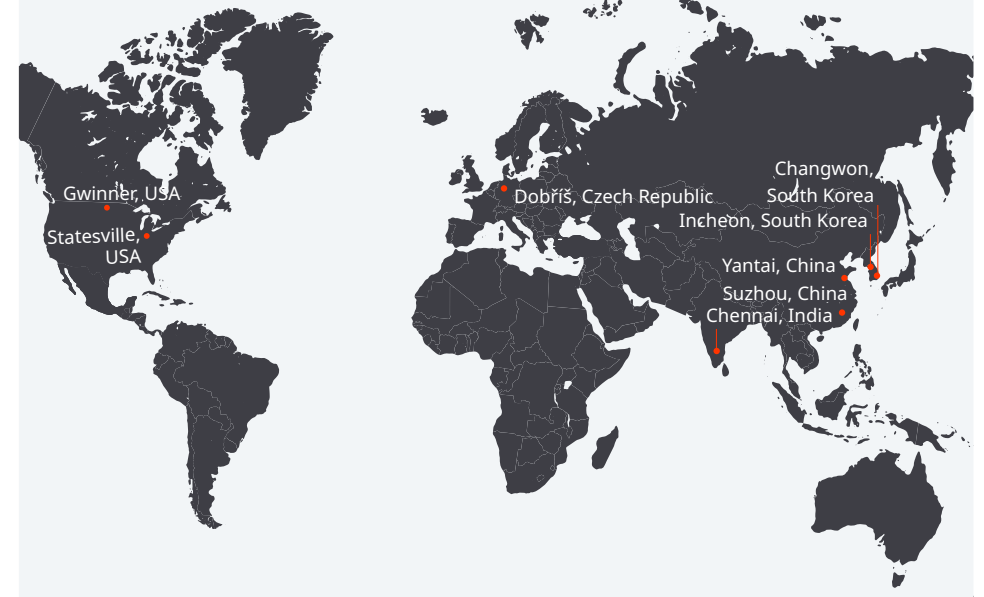 Gwinner, USA
Statesville,
USA
Dobříš, Czech Republic
Changwon,
South Korea
Incheon, South Korea
Yantai, China
Suzhou, China
Chennai, India